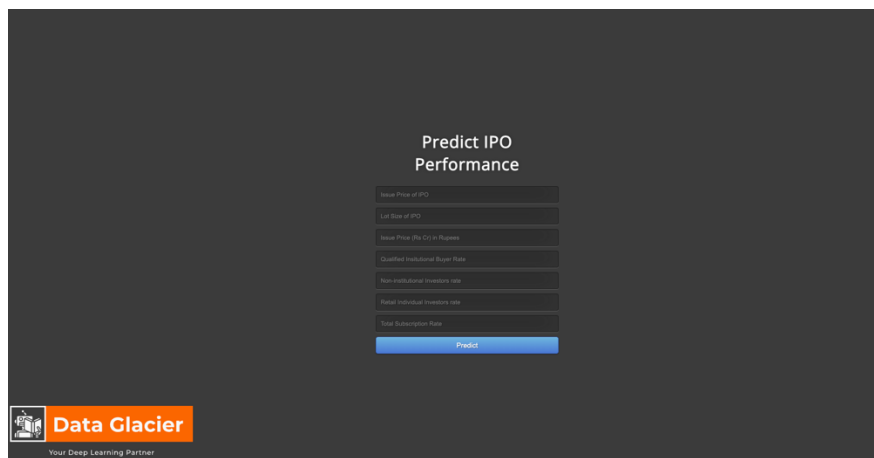 Predict IPO
Performance
Issue Price of IPO
Lot Size of IPO
Issue Price (Rs Cr) in Rupees
Qualified Institutional Buyer Rate
Non-institutional investors rate
Retail individual Investors rate
Total Subscription Rate
Predict
Data Glacier
Your Deep Learning Partner